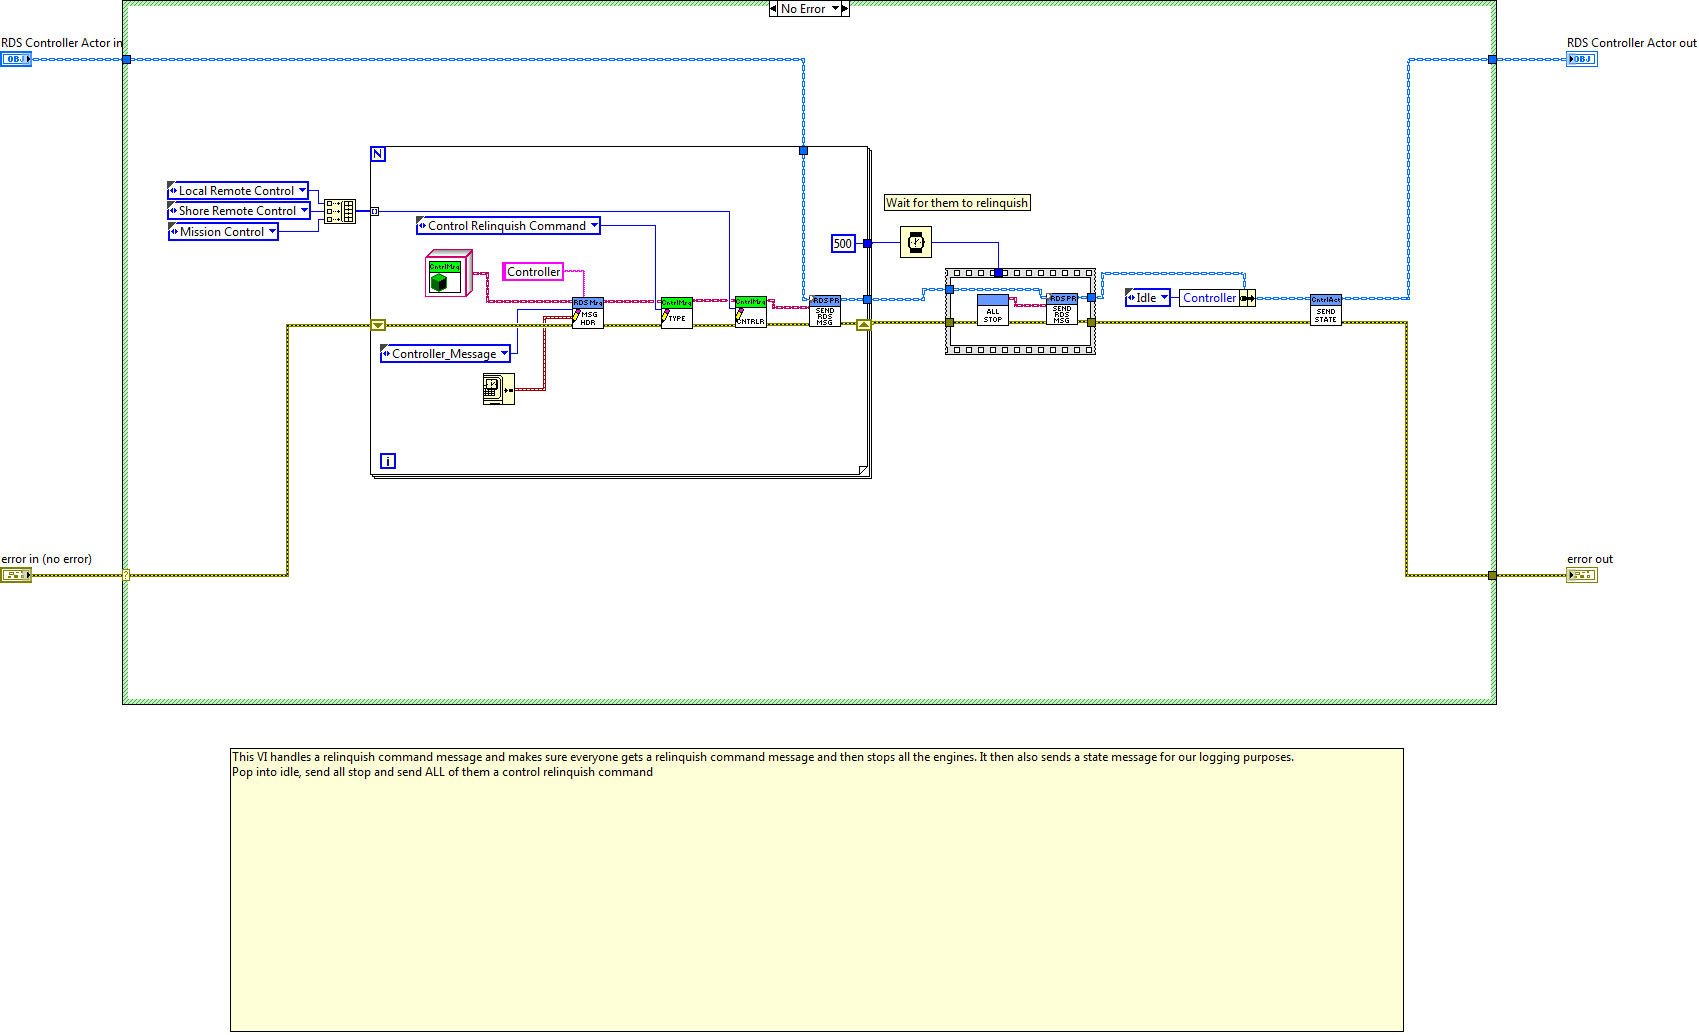 No Error
RDS Controller Actor in
OBJ
RDS Controller Actor out
OBJ
N
Local Remote Control
Shore Remote Control
Mission Control
Control Relinquish Command
Wait for them to relinquish
500
CntrlMrg
Controller
RDS Msg
MSG
HDR
CntrlMrg
TYPE
CntrlMrg
CNTRLR
RDS PR
SEND
RDS
MSG
Controller_Message
ALL
STOP
RDS PR
SEND
RDS
MSG
Idle
Controller
CntrlAct
SEND
STATE
i
error in (no error)
?
error out
This VI handles a relinquish command message and makes sure everyone gets a relinquish command message and then stops all the engines. It then also sends a state message for our logging purposes.
Pop into idle, send all stop and send ALL of them a control relinquish command